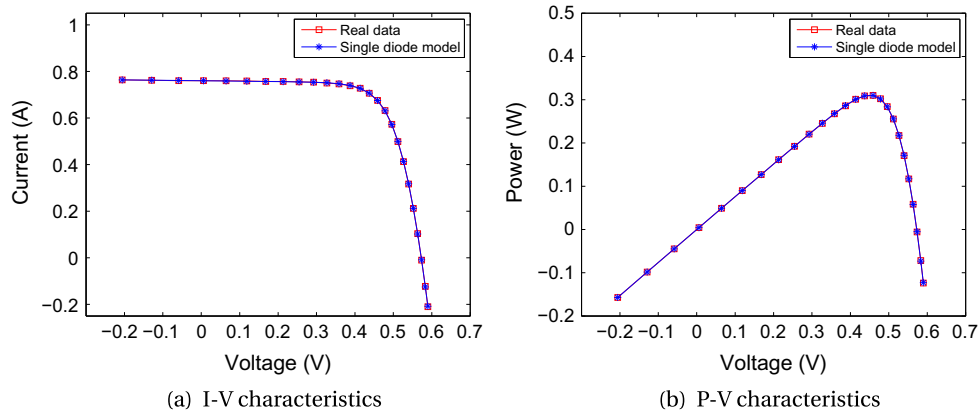 1
0.8
0.6
0.4
0.2
0
−0.2
Current (A)
Real data
Single diode model
−0.2 −0.1 0 0.1 0.2 0.3 0.4 0.5 0.6 0.7
Voltage (V)
(a) I-V characteristics
0.5
0.4
0.3
0.2
0.1
0
−0.1
−0.2
Power (W)
Real data
Single diode model
−0.2 −0.1 0 0.1 0.2 0.3 0.4 0.5 0.6 0.7
Voltage (V)
(b) P-V characteristics